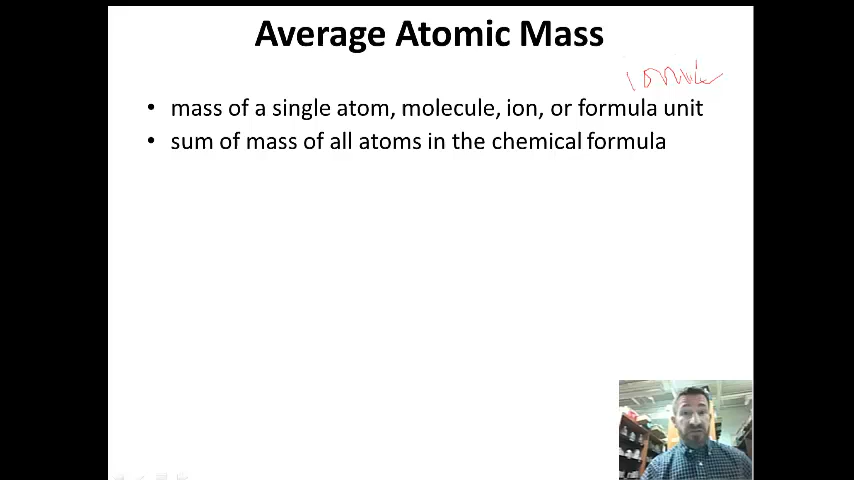 Average Atomic Mass
ionic
• mass of a single atom, molecule, ion, or formula unit
• sum of mass of all atoms in the chemical formula